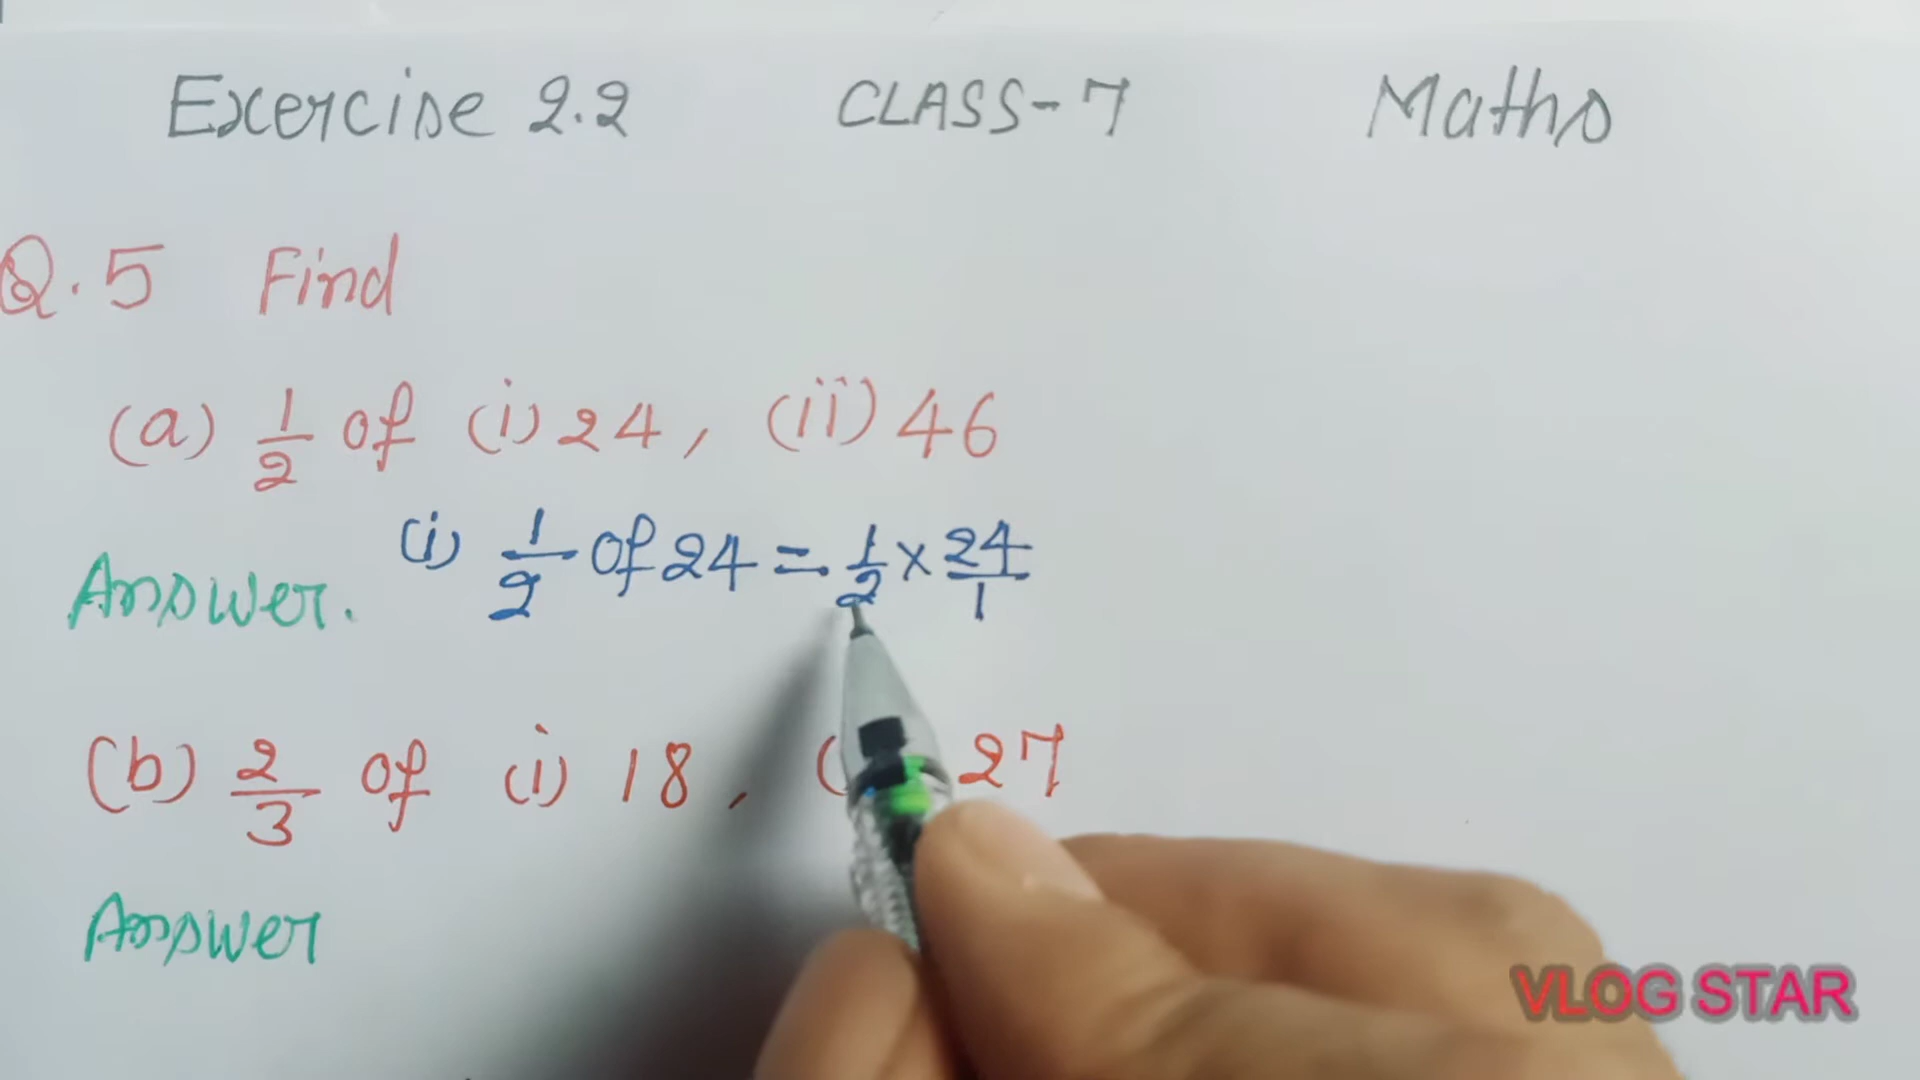 Exercise 2.2 CLASS-7 Maths
Q.5 Find
(a) 1/2 of (i) 24, (ii) 46
Answer. (i) 1/2 of 24 = 1/2 × 24/1
(b) 2/3 of (i) 18, ( 27
Answer
VLOG STAR